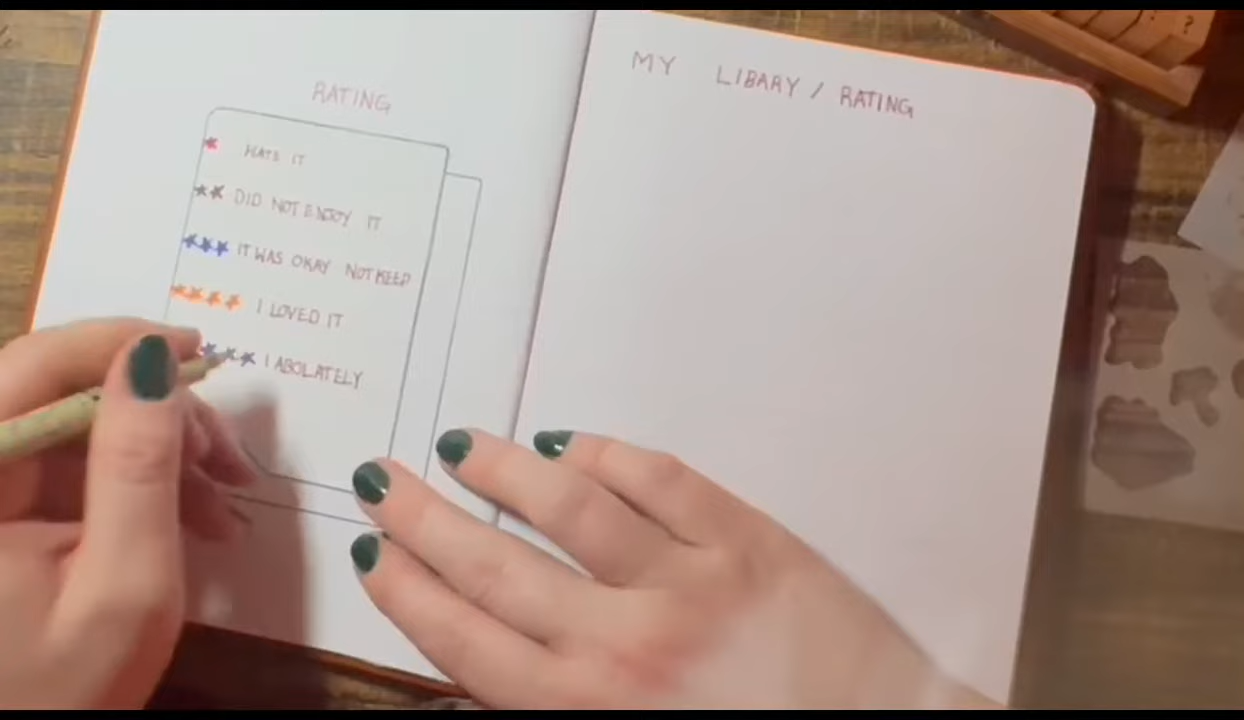 RATING
HATE IT
DID NOT ENJOY IT
IT WAS OKAY NOT KEEP
I LOVED IT
I ABOLATELY
MY LIBARY / RATING